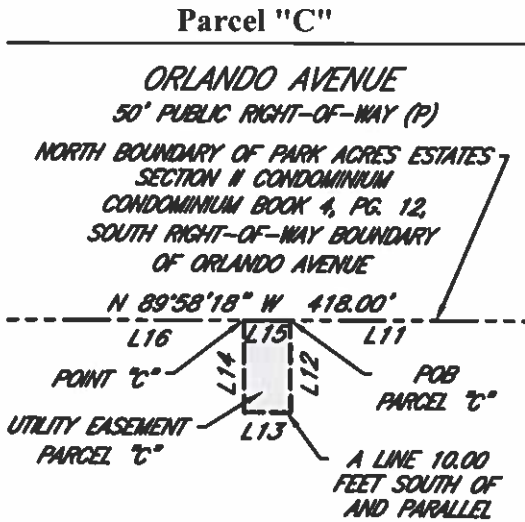 Parcel "C"
ORLANDO AVENUE
50' PUBLIC RIGHT-OF-WAY (P)
NORTH BOUNDARY OF PARK ACRES ESTATES
SECTION II CONDOMINIUM
CONDOMINIUM BOOK 4, PG. 12,
SOUTH RIGHT-OF-WAY BOUNDARY
OF ORLANDO AVENUE
N 89°58'18" W 418.00'
L16 L15 L11
L14 L12
POINT "C"
POB
PARCEL "C"
UTILITY EASEMENT
PARCEL "C"
L13
A LINE 10.00
FEET SOUTH OF
AND PARALLEL